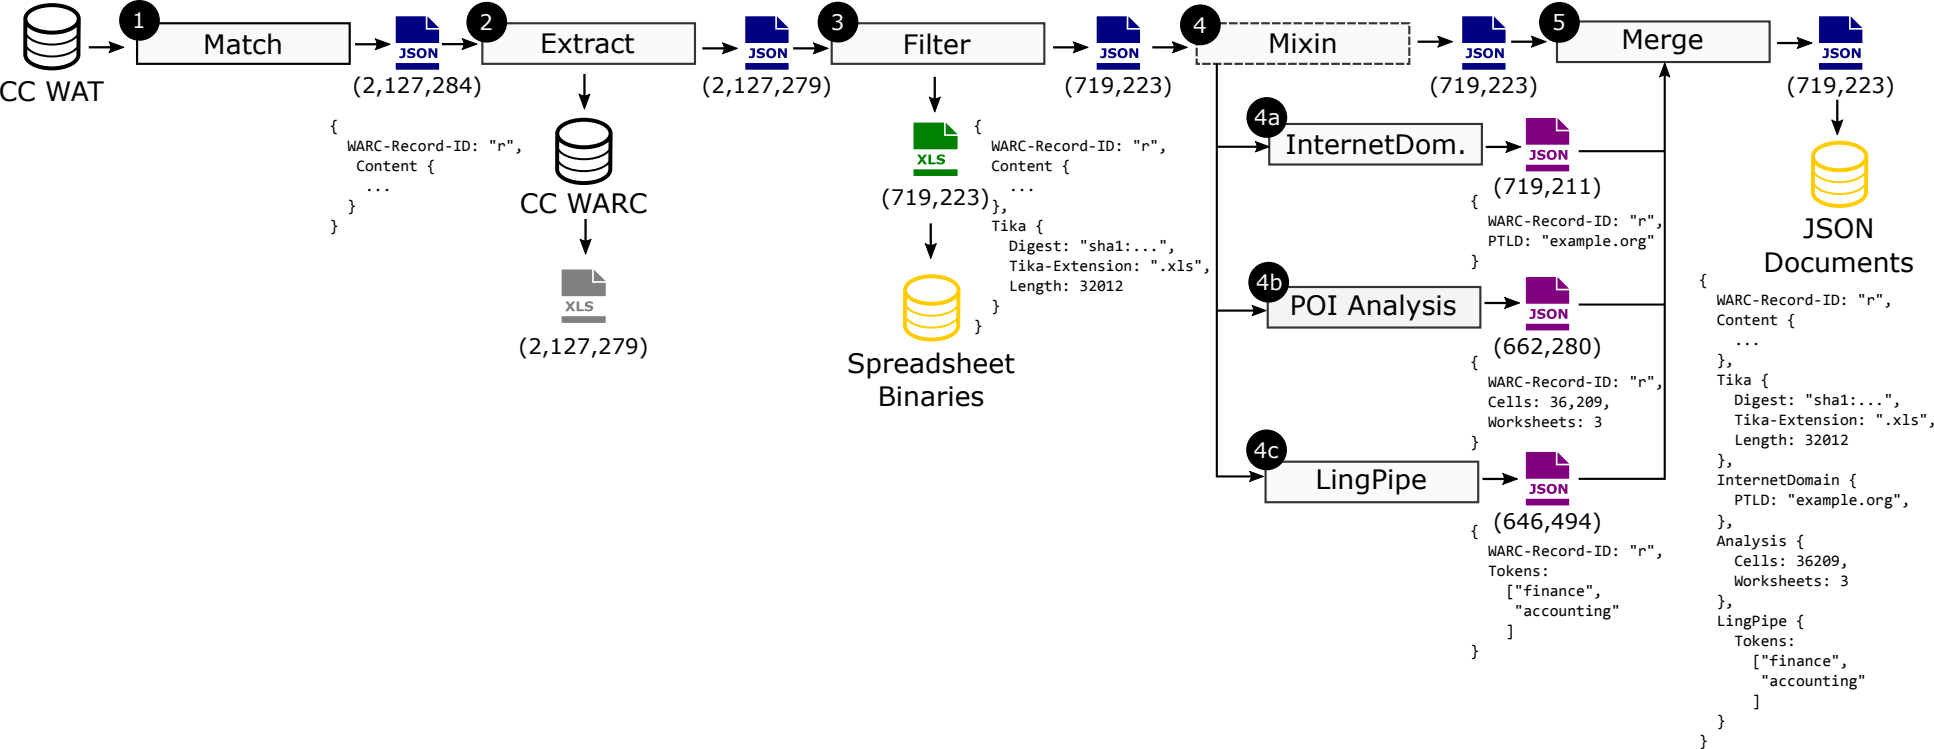 1
Match
CC WAT
JSON
(2,127,284)
{
WARC-Record-ID: "r",
Content {
...
}
}
2
Extract
CC WARC
XLS
(2,127,279)
JSON
(2,127,279)
3
Filter
XLS
(719,223)
Spreadsheet
Binaries
JSON
(719,223)
{
WARC-Record-ID: "r",
Content {
...
},
Tika {
Digest: "sha1:...",
Tika-Extension: ".xls",
Length: 32012
}
}
4
Mixin
JSON
(719,223)
4a
InternetDom.
JSON
(719,211)
{
WARC-Record-ID: "r",
PTLD: "example.org"
}
4b
POI Analysis
JSON
(662,280)
{
WARC-Record-ID: "r",
Cells: 36,209,
Worksheets: 3
}
4c
LingPipe
JSON
(646,494)
{
WARC-Record-ID: "r",
Tokens:
["finance",
"accounting"
]
}
5
Merge
JSON
(719,223)
JSON
Documents
{
WARC-Record-ID: "r",
Content {
...
},
Tika {
Digest: "sha1:...",
Tika-Extension: ".xls",
Length: 32012
},
InternetDomain {
PTLD: "example.org",
},
Analysis {
Cells: 36209,
Worksheets: 3
},
LingPipe {
Tokens:
["finance",
"accounting"
]
}
}